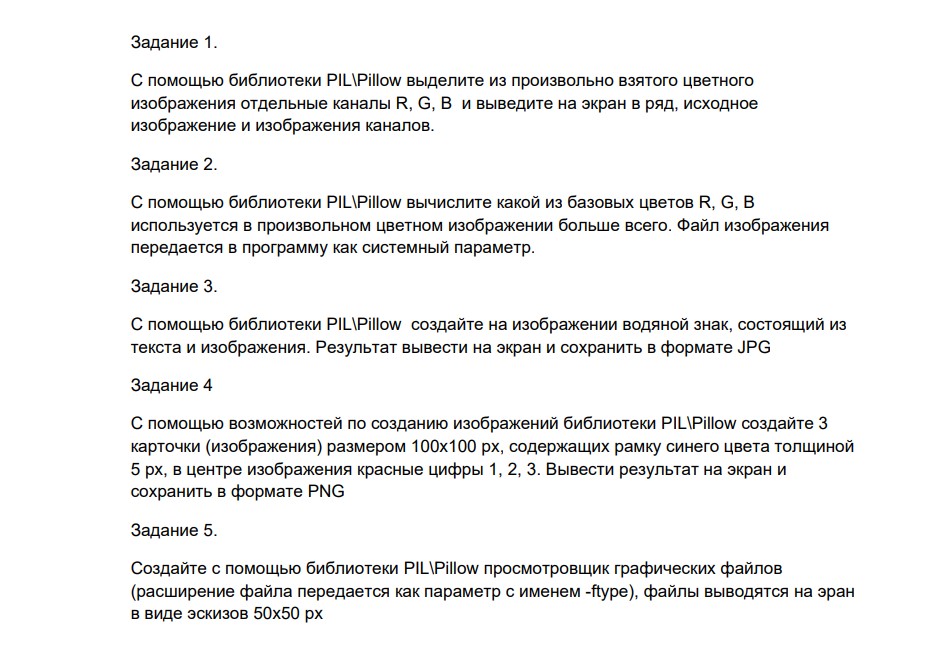 Задание 1.
С помощью библиотеки PIL\Pillow выделите из произвольно взятого цветного
изображения отдельные каналы R, G, B  и выведите на экран в ряд, исходное
изображение и изображения каналов.
Задание 2.
С помощью библиотеки PIL\Pillow вычислите какой из базовых цветов R, G, B
используется в произвольном цветном изображении больше всего. Файл изображения
передается в программу как системный параметр.
Задание 3.
С помощью библиотеки PIL\Pillow  создайте на изображении водяной знак, состоящий из
текста и изображения. Результат вывести на экран и сохранить в формате JPG
Задание 4
С помощью возможностей по созданию изображений библиотеки PIL\Pillow создайте 3
карточки (изображения) размером 100x100 px, содержащих рамку синего цвета толщиной
5 px, в центре изображения красные цифры 1, 2, 3. Вывести результат на экран и
сохранить в формате PNG
Задание 5.
Создайте с помощью библиотеки PIL\Pillow просмотровщик графических файлов
(расширение файла передается как параметр с именем -ftype), файлы выводятся на эран
в виде эскизов 50x50 px